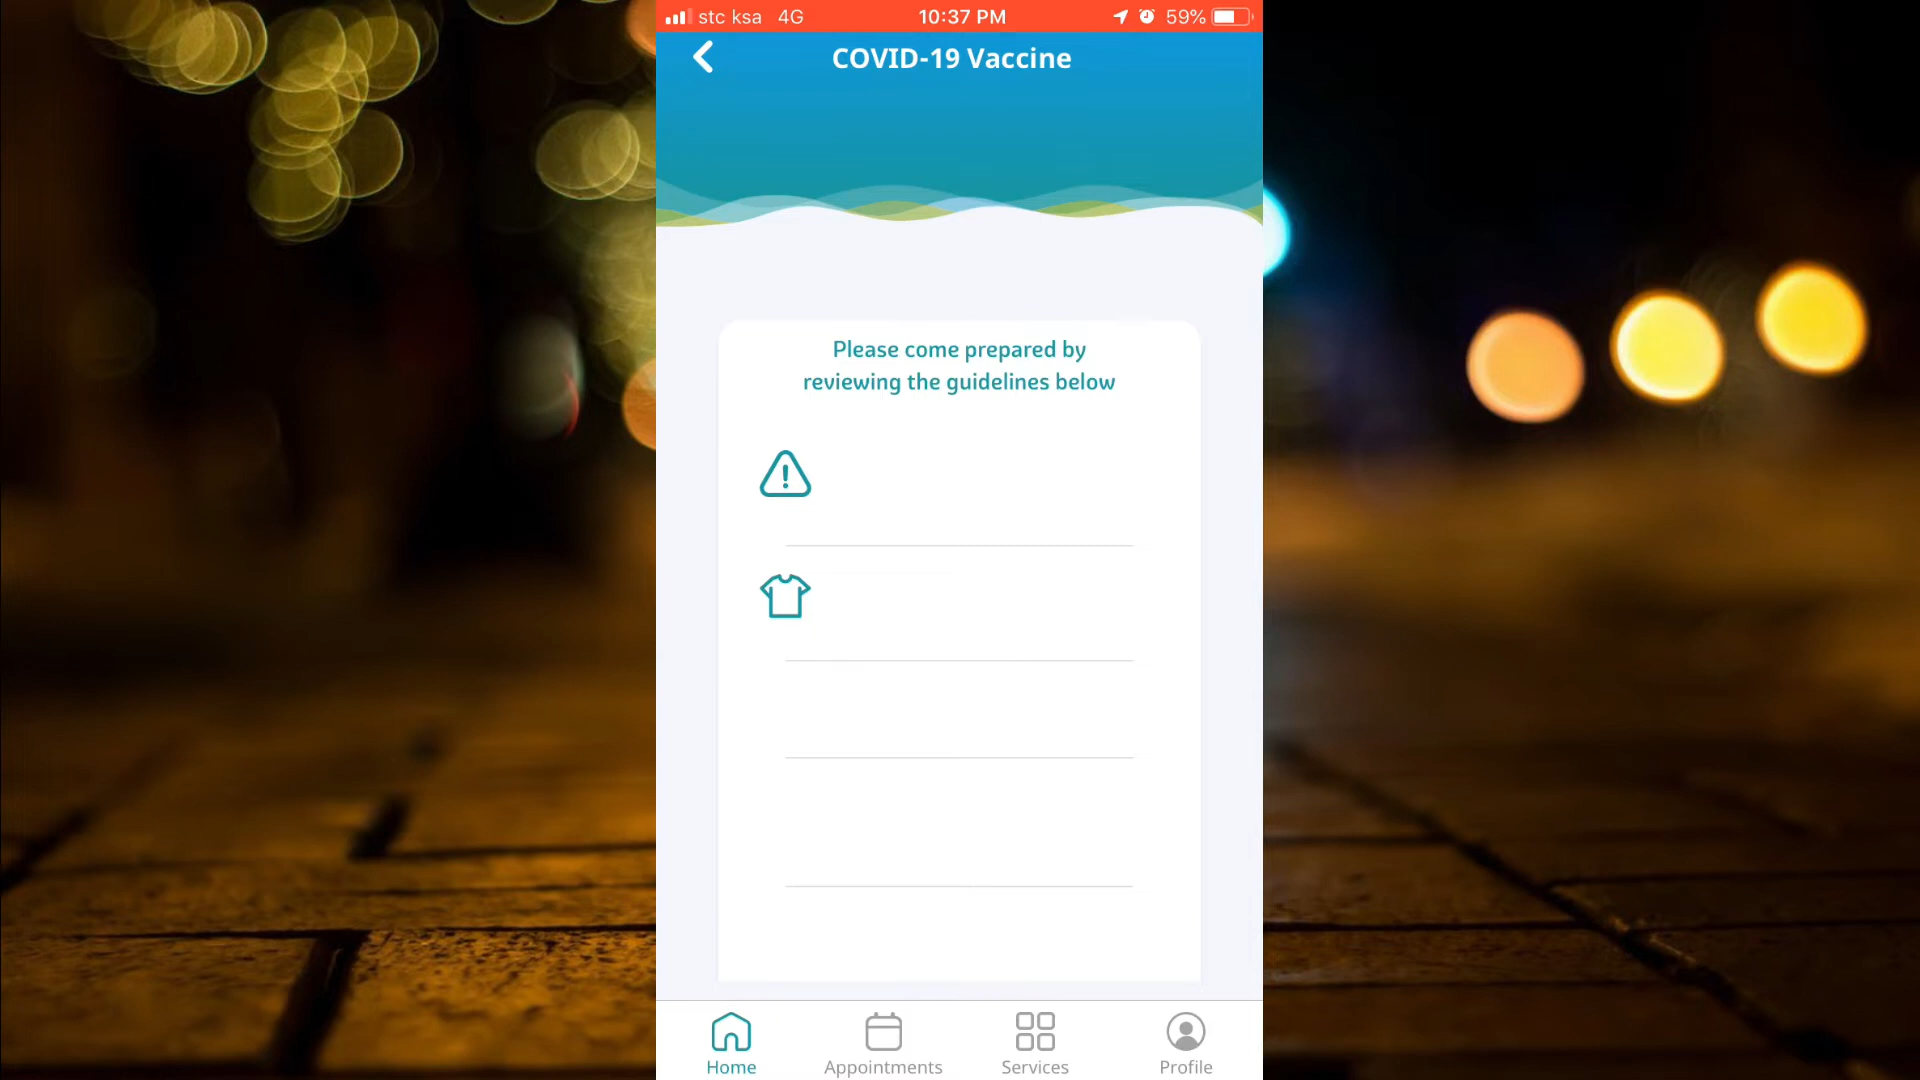 stc ksa 4G 10:37 PM 59%
COVID-19 Vaccine
Please come prepared by
reviewing the guidelines below
Home Appointments Services Profile